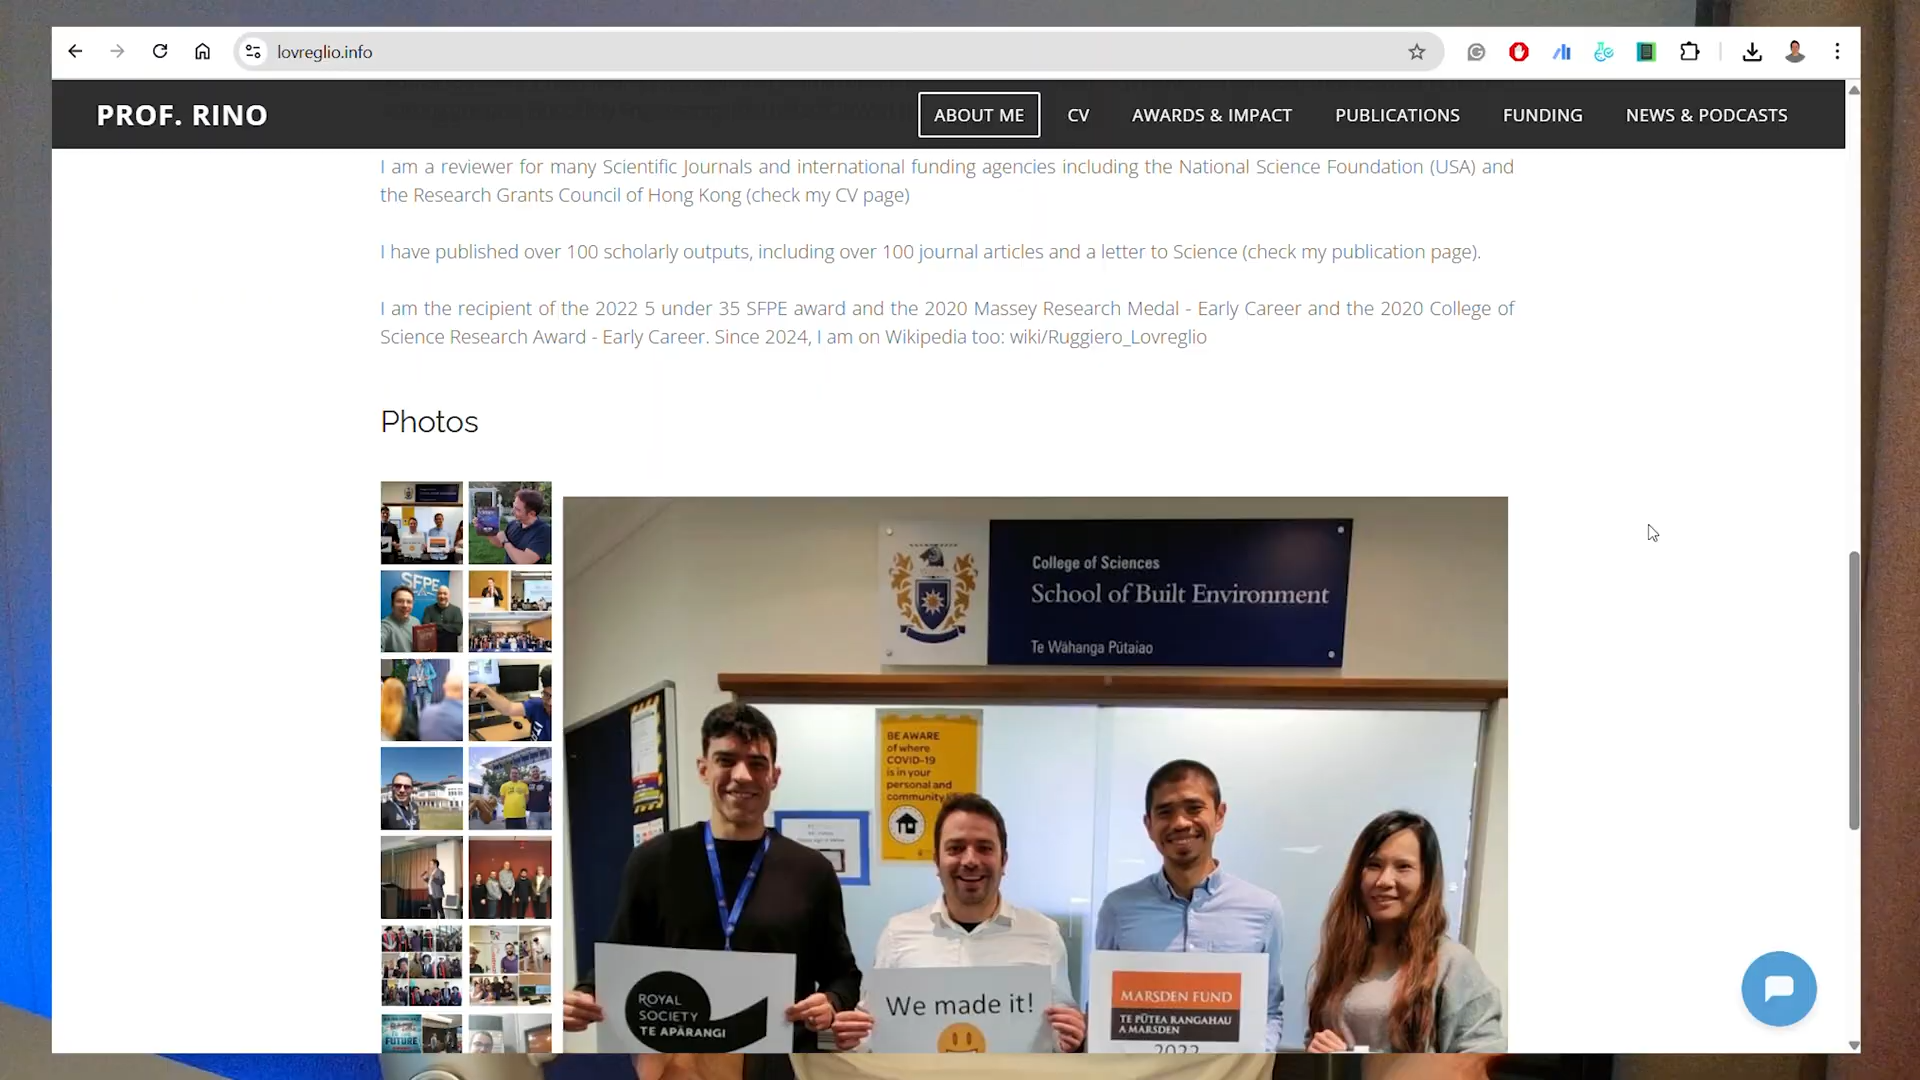 lovreglio.info
PROF. RINO
ABOUT ME
CV
AWARDS & IMPACT
PUBLICATIONS
FUNDING
NEWS & PODCASTS
I am a reviewer for many Scientific Journals and international funding agencies including the National Science Foundation (USA) and
the Research Grants Council of Hong Kong (check my CV page)
I have published over 100 scholarly outputs, including over 100 journal articles and a letter to Science (check my publication page).
I am the recipient of the 2022 5 under 35 SFPE award and the 2020 Massey Research Medal - Early Career and the 2020 College of
Science Research Award - Early Career. Since 2024, I am on Wikipedia too: wiki/Ruggiero_Lovreglio
Photos
SFPE
FUTURE
College of Sciences
School of Built Environment
Te Wāhanga Pūtaiao
BE AWARE
of where
COVID-19
is in your
personal and
community
ROYAL
SOCIETY
TE APĀRANGI
We made it!
MARSDEN FUND
TE PŪTEA RANGAHAU
A MARSDEN
2022